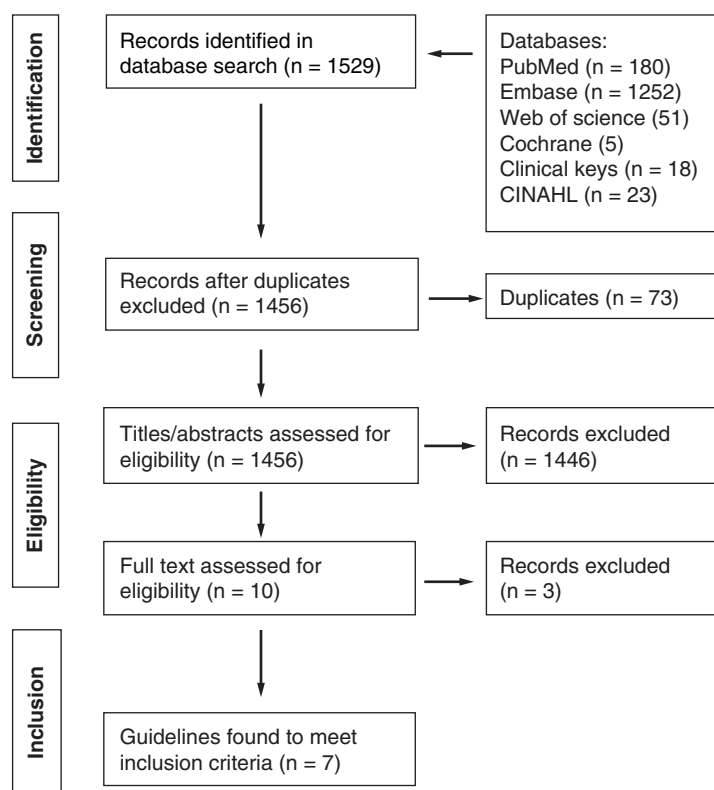 Identification
Records identified in
database search (n = 1529)
Databases:
PubMed (n = 180)
Embase (n = 1252)
Web of science (51)
Cochrane (5)
Clinical keys (n = 18)
CINAHL (n = 23)
Screening
Records after duplicates
excluded (n = 1456)
Duplicates (n = 73)
Eligibility
Titles/abstracts assessed for
eligibility (n = 1456)
Records excluded
(n = 1446)
Full text assessed for
eligibility (n = 10)
Records excluded
(n = 3)
Inclusion
Guidelines found to meet
inclusion criteria (n = 7)